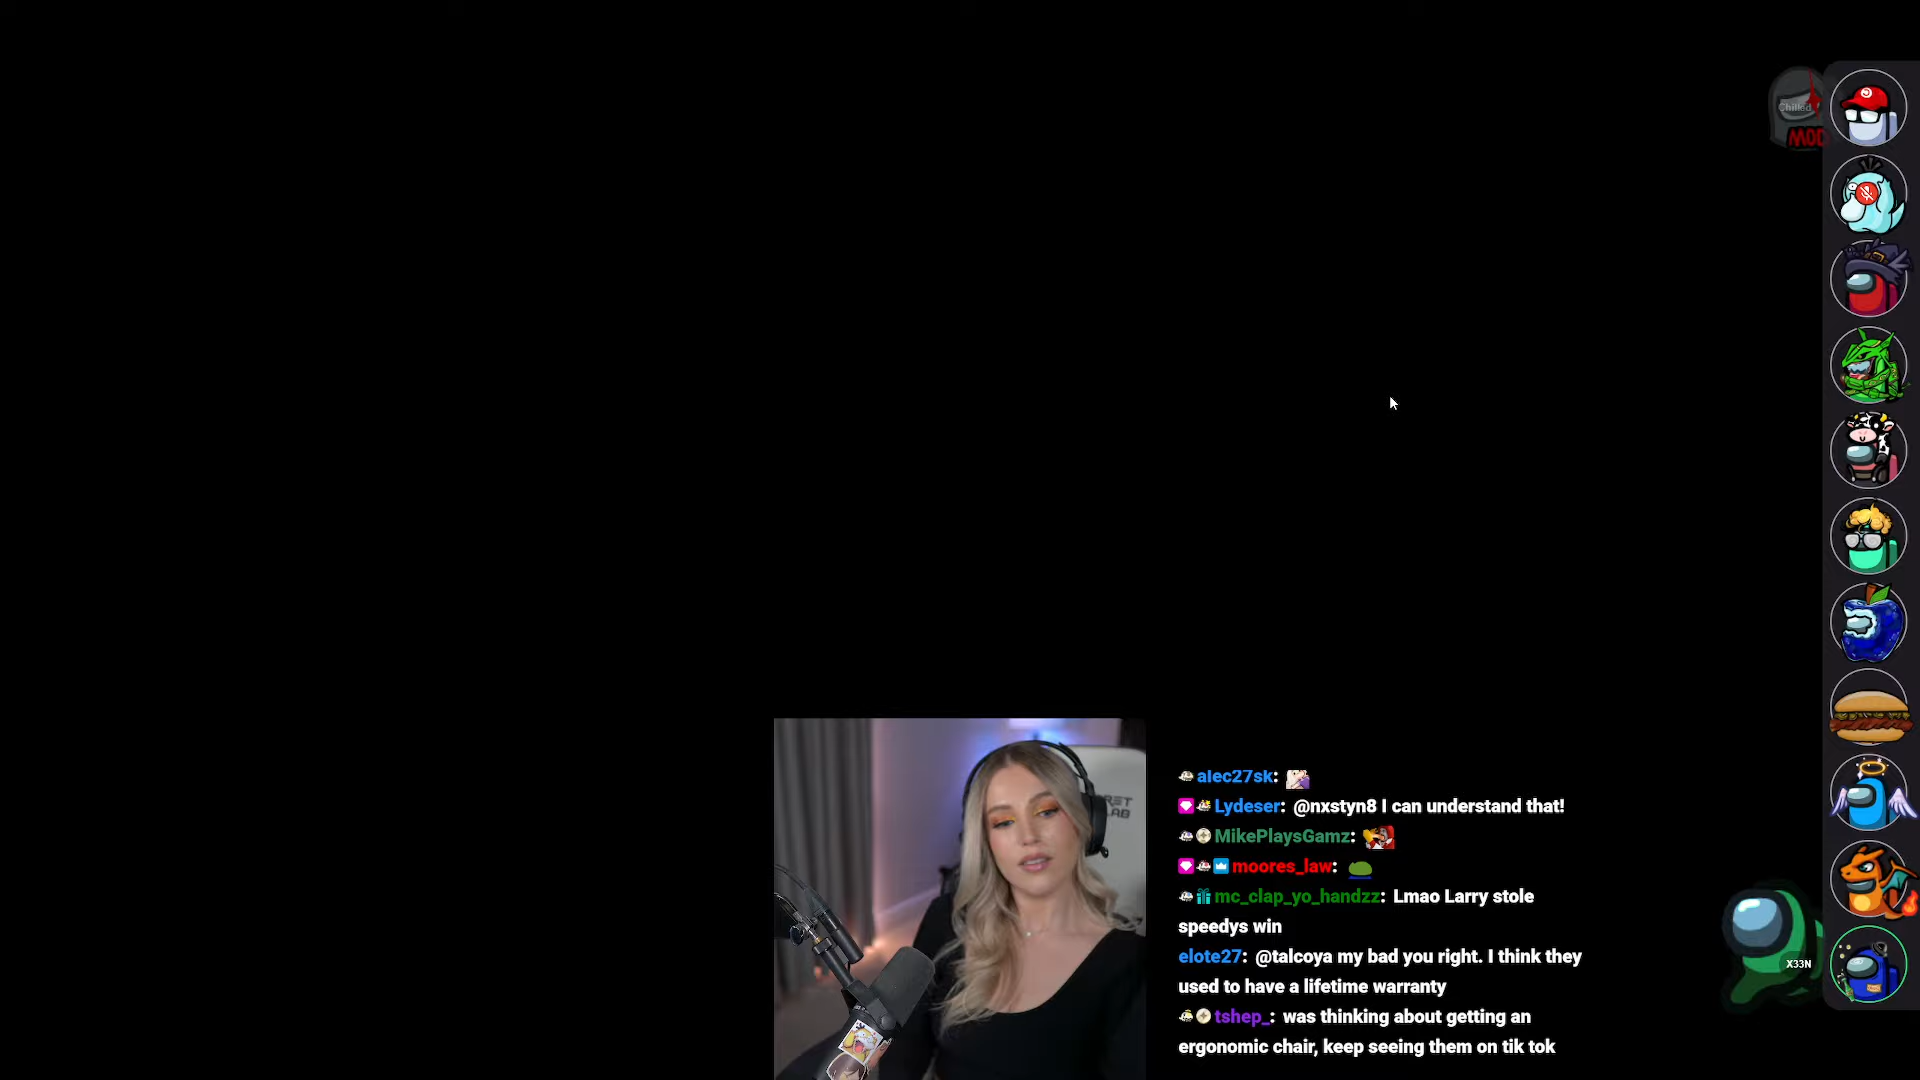 Chilled
MOD
alec27sk:
Lydeser: @nxstyn8 I can understand that!
MikePlaysGamz:
moores_law:
mc_clap_yo_handzz: Lmao Larry stole
speedys win
elote27: @talcoya my bad you right. I think they
used to have a lifetime warranty
tshep_: was thinking about getting an
ergonomic chair, keep seeing them on tik tok
X33N